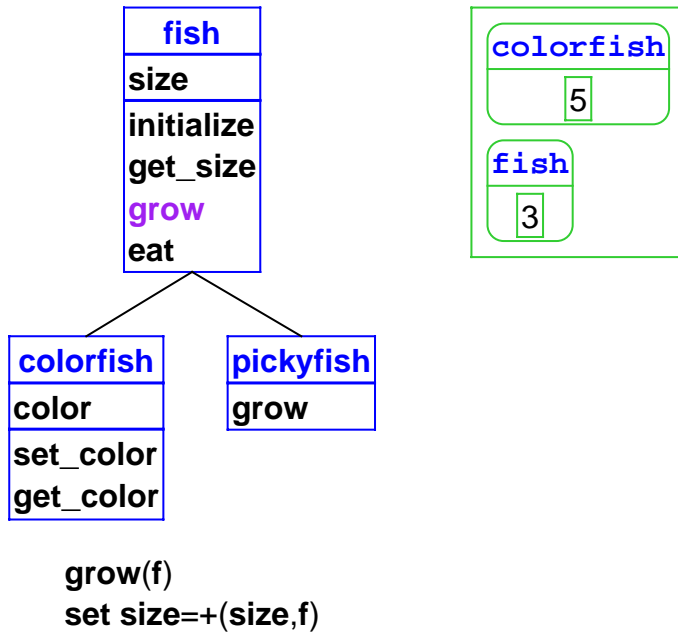 fish
size
initialize
get_size
grow
eat
colorfish
color
set_color
get_color
pickyfish
grow
colorfish
5
fish
3
grow(f)
set size=+(size,f)